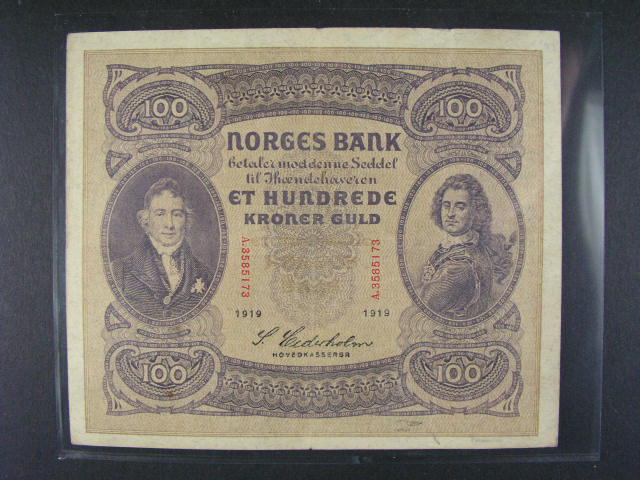 100 100
NORGES BANK
betaler mod denne Seddel
til Ihændehaveren
ET HUNDREDE
KRONER GULD
A.3585173
A.3585173
1919 1919
S. Cederholm
HOVEDKASSERER
100 100